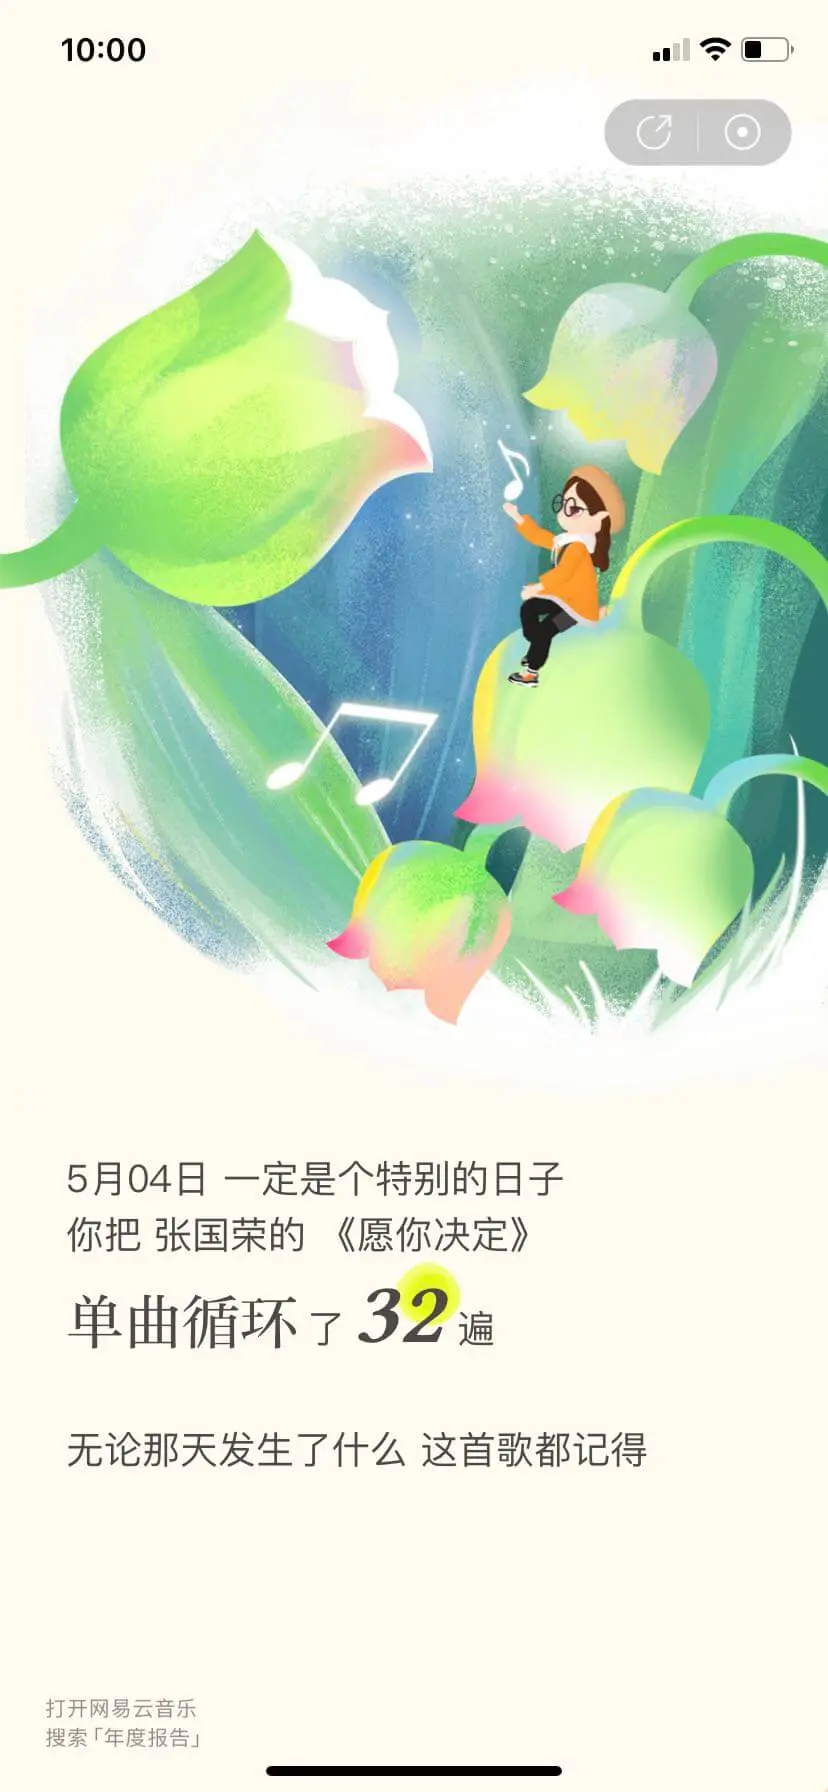 10:00
5月04日 一定是个特别的日子
你把 张国荣的 《愿你决定》
单曲循环了 32 遍
无论那天发生了什么 这首歌都记得
打开网易云音乐
搜索「年度报告」